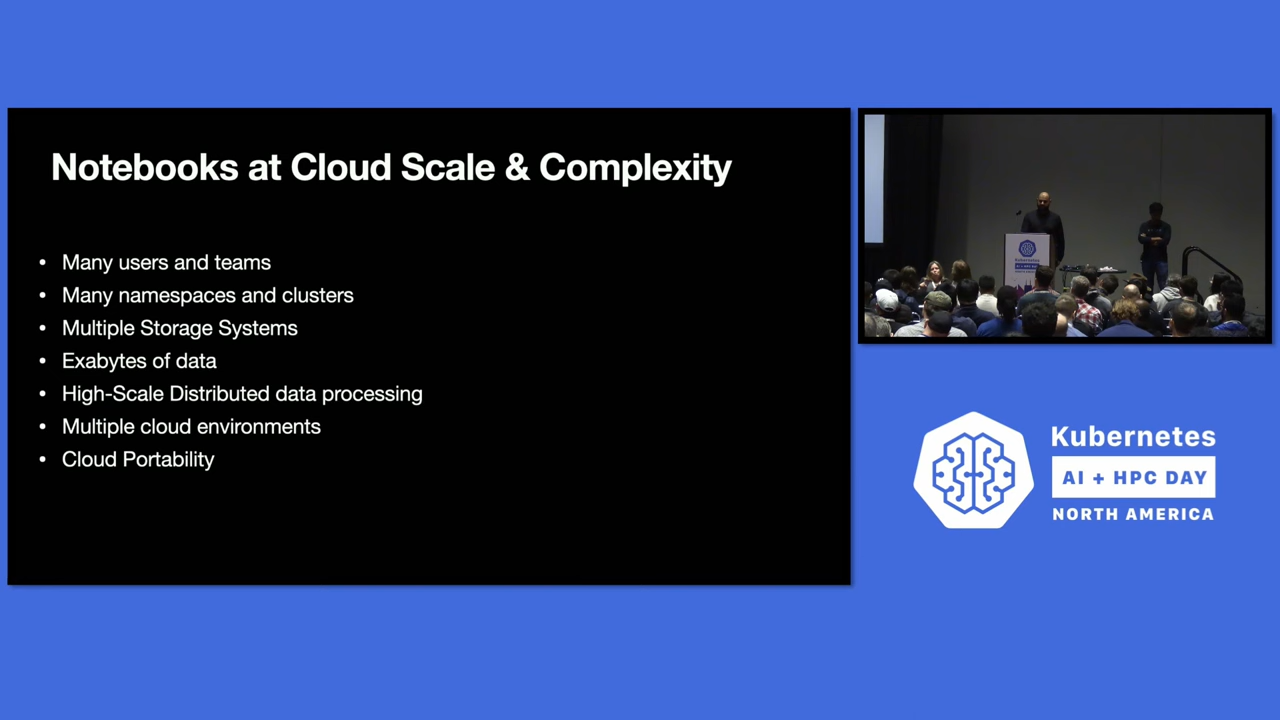 Notebooks at Cloud Scale & Complexity
• Many users and teams
• Many namespaces and clusters
• Multiple Storage Systems
• Exabytes of data
• High-Scale Distributed data processing
• Multiple cloud environments
• Cloud Portability
Kubernetes
AI + HPC DAY
NORTH AMERICA